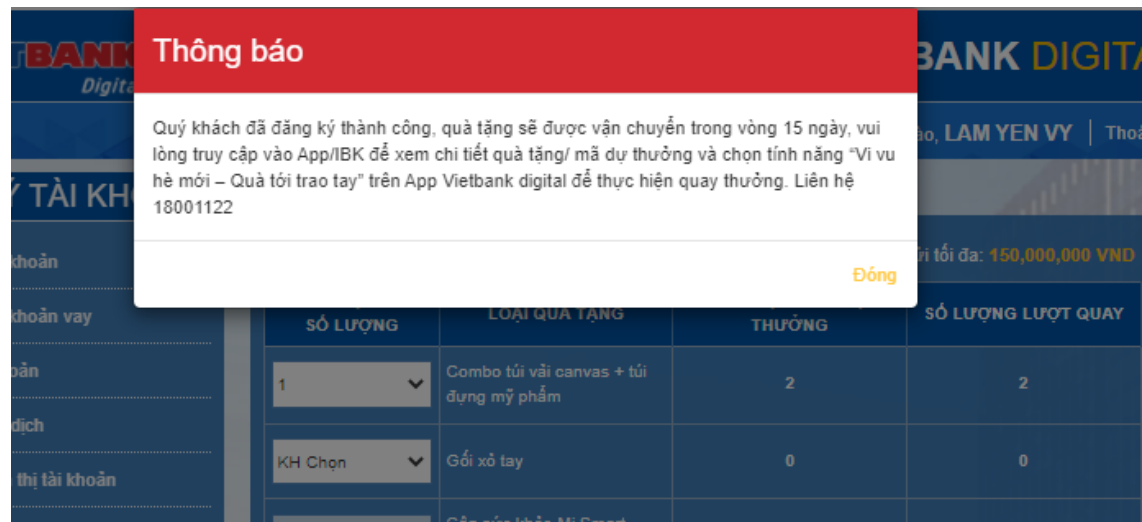 TBANK
Digita
Thông báo
BANK DIGITA
Quý khách đã đăng ký thành công, quà tặng sẽ được vận chuyển trong vòng 15 ngày, vui
lòng truy cập vào App/IBK để xem chi tiết quà tặng/ mã dự thưởng và chọn tính năng “Vi vu
hè mới – Quà tới trao tay” trên App Vietbank digital để thực hiện quay thưởng. Liên hệ
18001122
Đóng
LAM YEN VY | Thoá
Ý TÀI KH
khoản
tối đa: 150,000,000 VND
khoản vay
SỐ LƯỢNG
LOẠI QUÀ TẶNG
THƯỞNG
SỐ LƯỢNG LƯỢT QUAY
1
Combo túi vải canvas + túi
đựng mỹ phẩm
2
2
dịch
KH Chọn
Gối xỏ tay
0
0
thị tài khoản